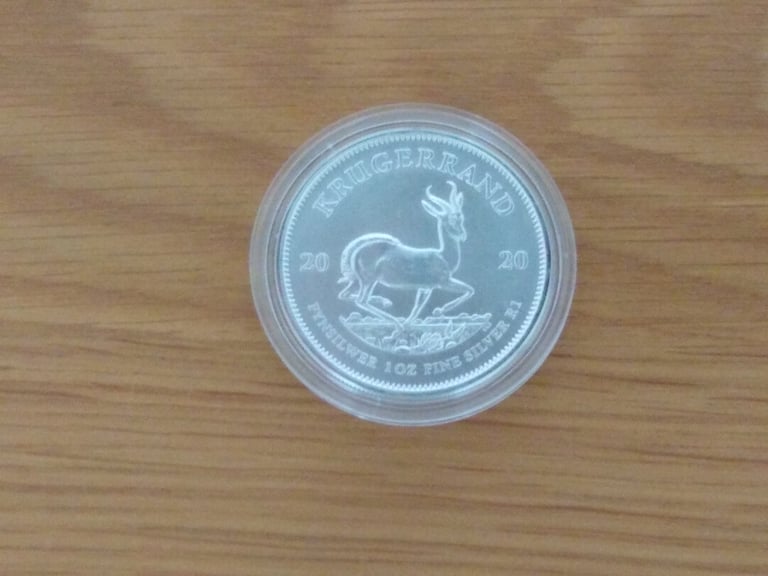 KRUGERRAND
20 20
FYNSILWER 1 OZ FINE SILVER R1